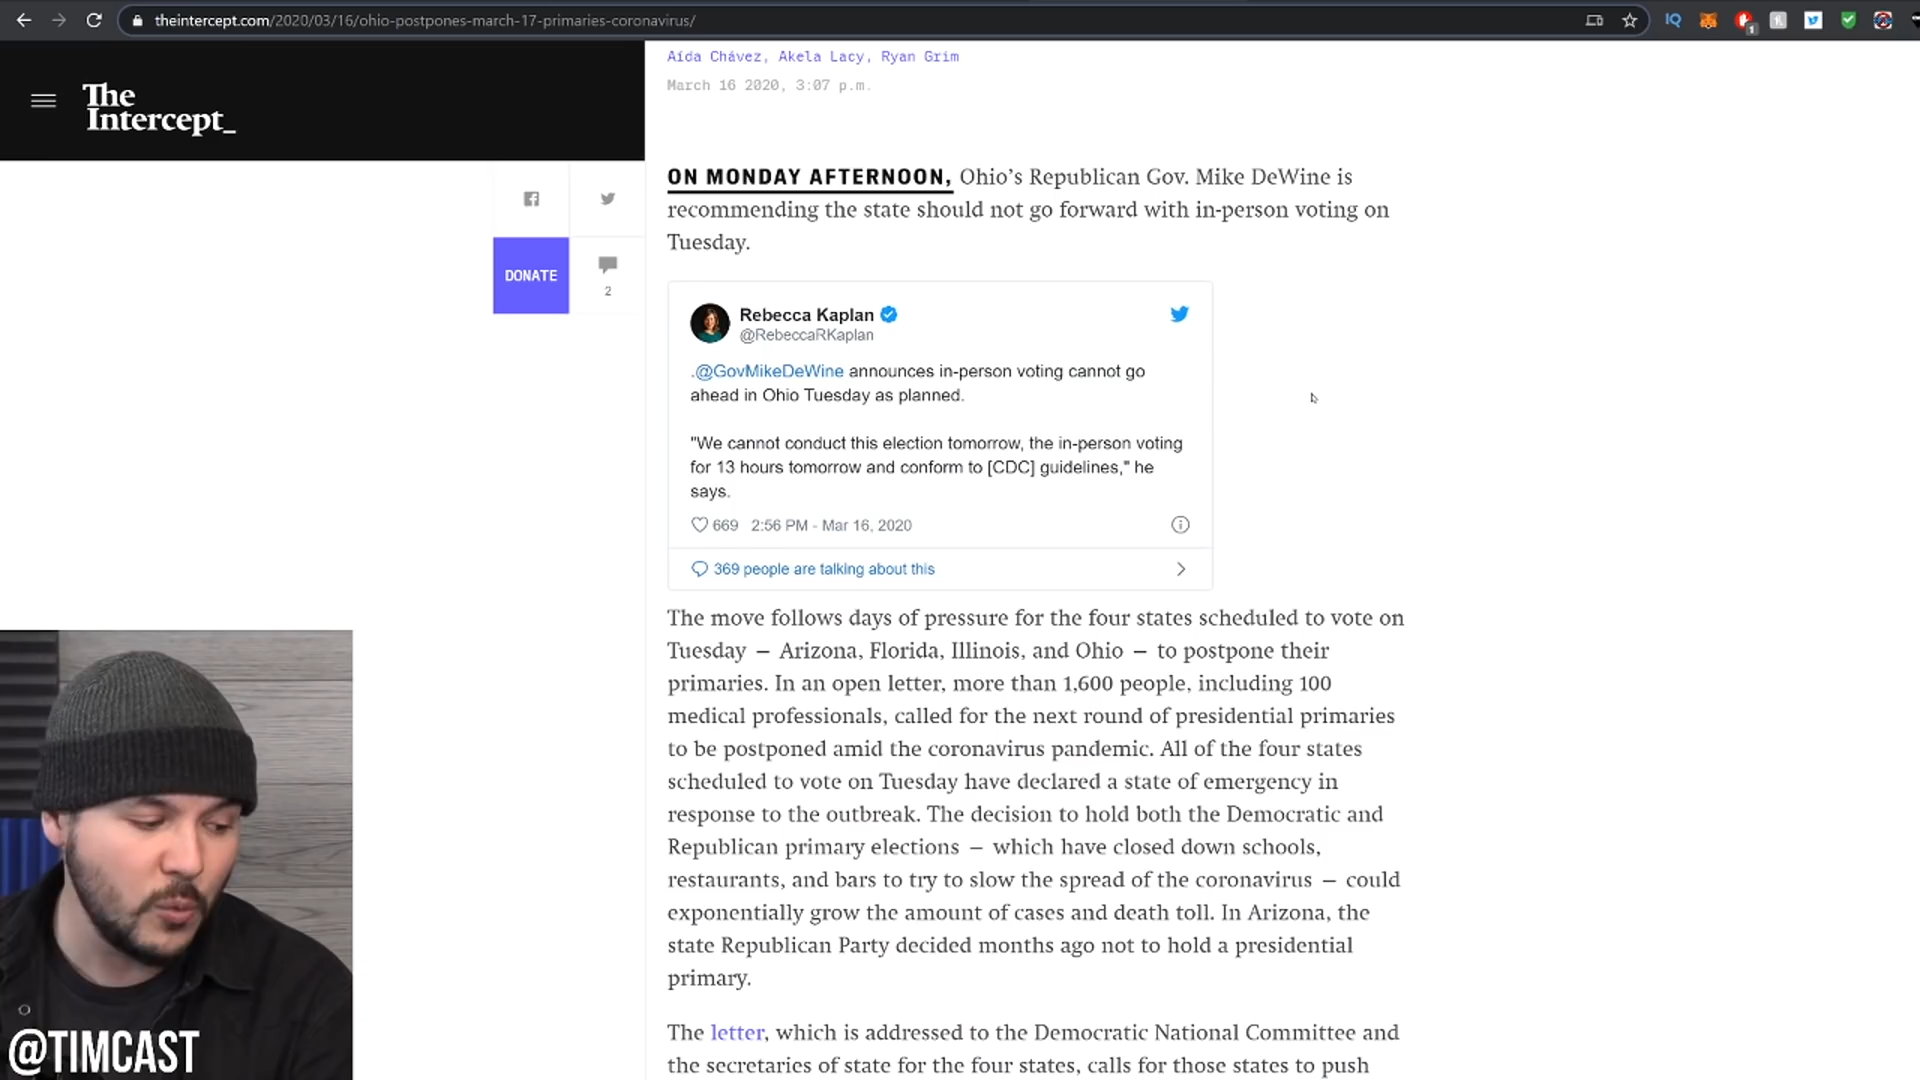 theintercept.com/2020/03/16/ohio-postpones-march-17-primaries-coronavirus/
IQ
1
The
Intercept_
DONATE
2
Aída Chávez, Akela Lacy, Ryan Grim
March 16 2020, 3:07 p.m.
ON MONDAY AFTERNOON, Ohio’s Republican Gov. Mike DeWine is
recommending the state should not go forward with in-person voting on
Tuesday.
Rebecca Kaplan
@RebeccaRKaplan
.@GovMikeDeWine announces in-person voting cannot go
ahead in Ohio Tuesday as planned.
"We cannot conduct this election tomorrow, the in-person voting
for 13 hours tomorrow and conform to [CDC] guidelines," he
says.
669 2:56 PM - Mar 16, 2020
369 people are talking about this
The move follows days of pressure for the four states scheduled to vote on
Tuesday — Arizona, Florida, Illinois, and Ohio — to postpone their
primaries. In an open letter, more than 1,600 people, including 100
medical professionals, called for the next round of presidential primaries
to be postponed amid the coronavirus pandemic. All of the four states
scheduled to vote on Tuesday have declared a state of emergency in
response to the outbreak. The decision to hold both the Democratic and
Republican primary elections — which have closed down schools,
restaurants, and bars to try to slow the spread of the coronavirus — could
exponentially grow the amount of cases and death toll. In Arizona, the
state Republican Party decided months ago not to hold a presidential
primary.
The letter, which is addressed to the Democratic National Committee and
the secretaries of state for the four states, calls for those states to push
@TIMCAST